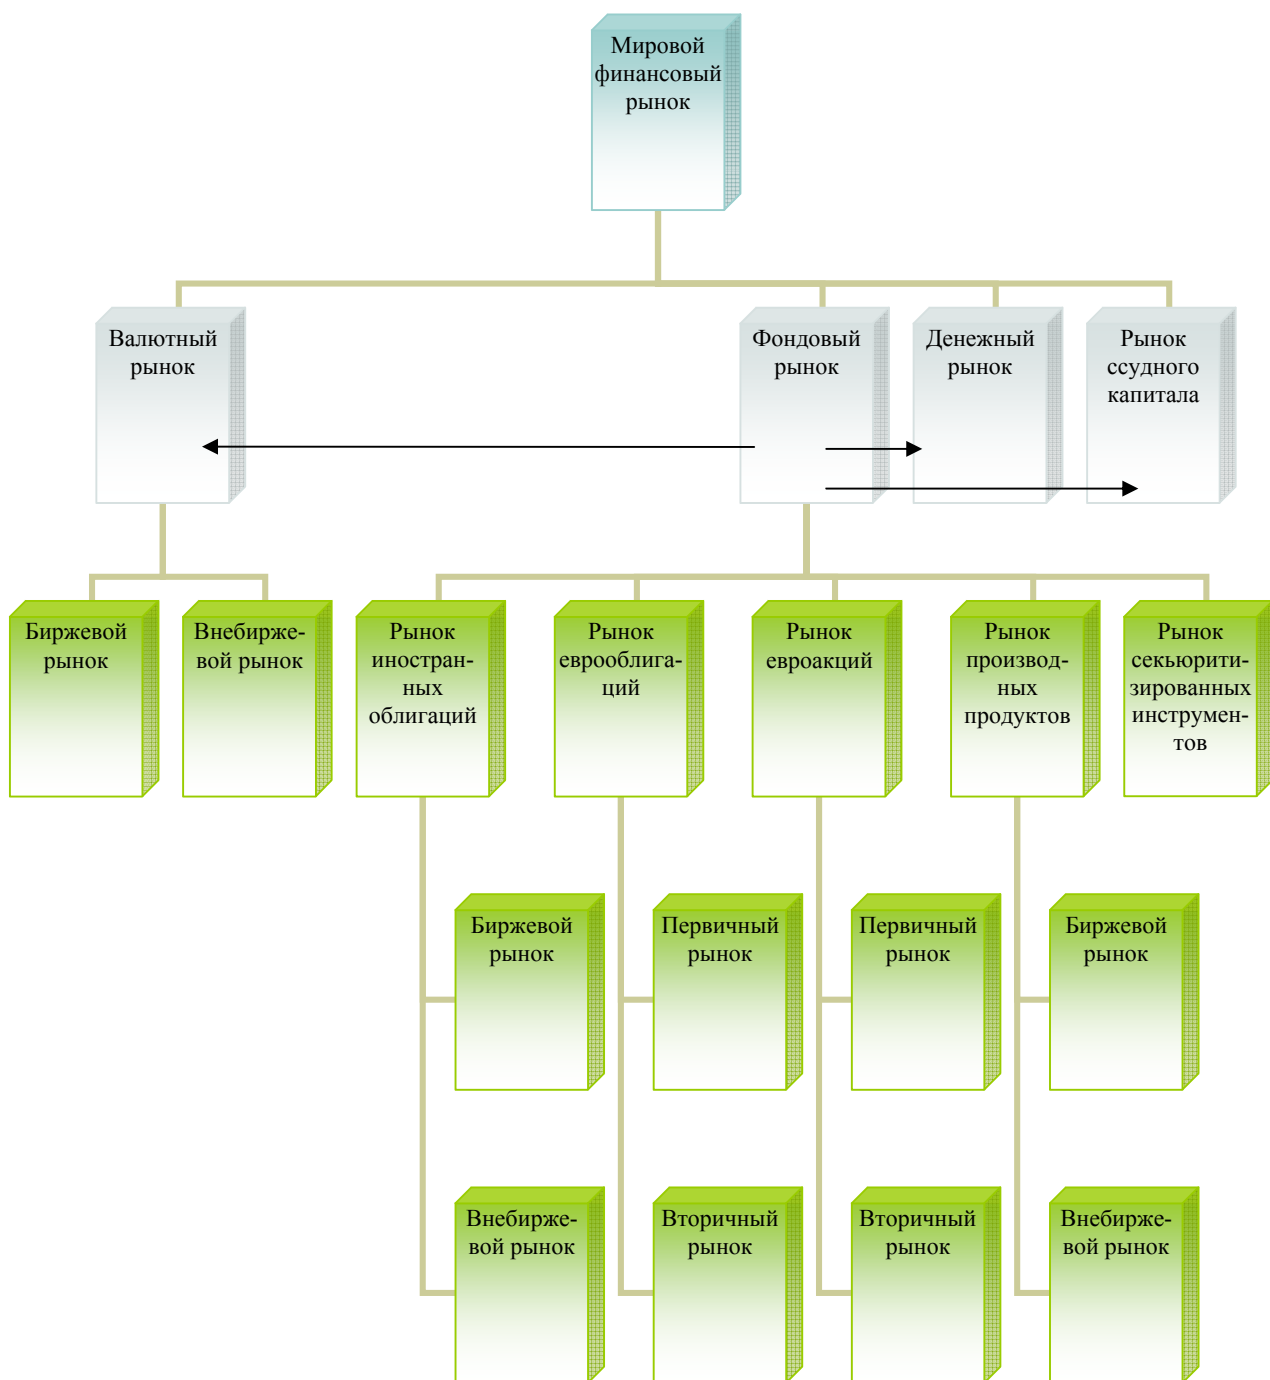 Мировой
финансовый
рынок
Валютный
рынок
Фондовый
рынок
Денежный
рынок
Рынок
ссудного
капитала
Биржевой
рынок
Внебирже-
вой рынок
Рынок
иностран-
ных
облигаций
Рынок
еврооблига-
ций
Рынок
евроакций
Рынок
производ-
ных
продуктов
Рынок
секьюрити-
зированных
инструмен-
тов
Биржевой
рынок
Первичный
рынок
Первичный
рынок
Биржевой
рынок
Внебирже-
вой рынок
Вторичный
рынок
Вторичный
рынок
Внебирже-
вой рынок